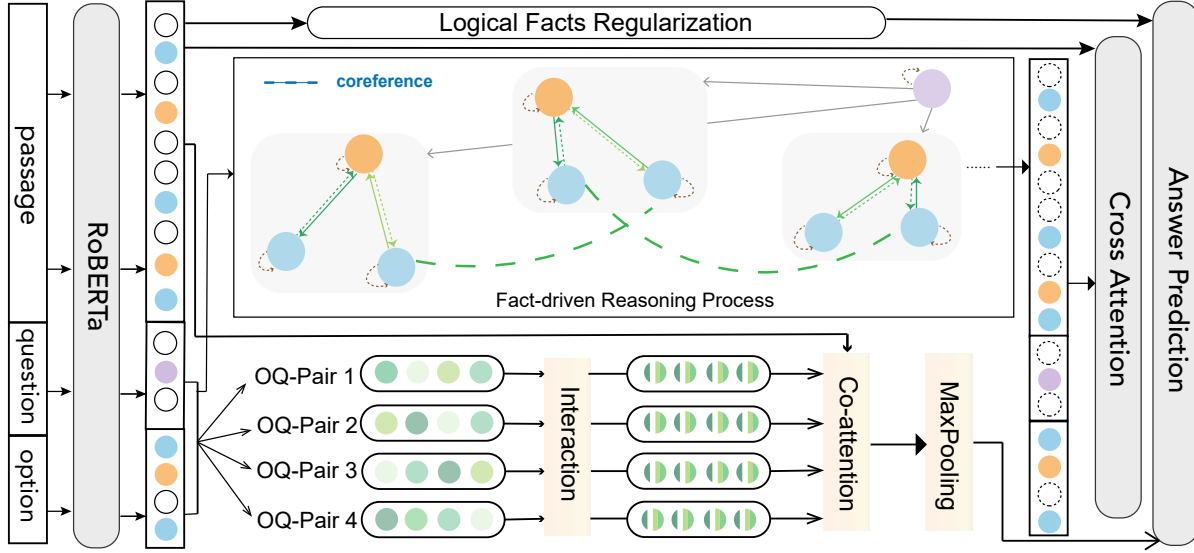 Logical Facts Regularization
passage
question
option
RoBERTa
coreference
Fact-driven Reasoning Process
OQ-Pair 1
OQ-Pair 2
OQ-Pair 3
OQ-Pair 4
Interaction
Co-attention
MaxPooling
Cross Attention
Answer Prediction